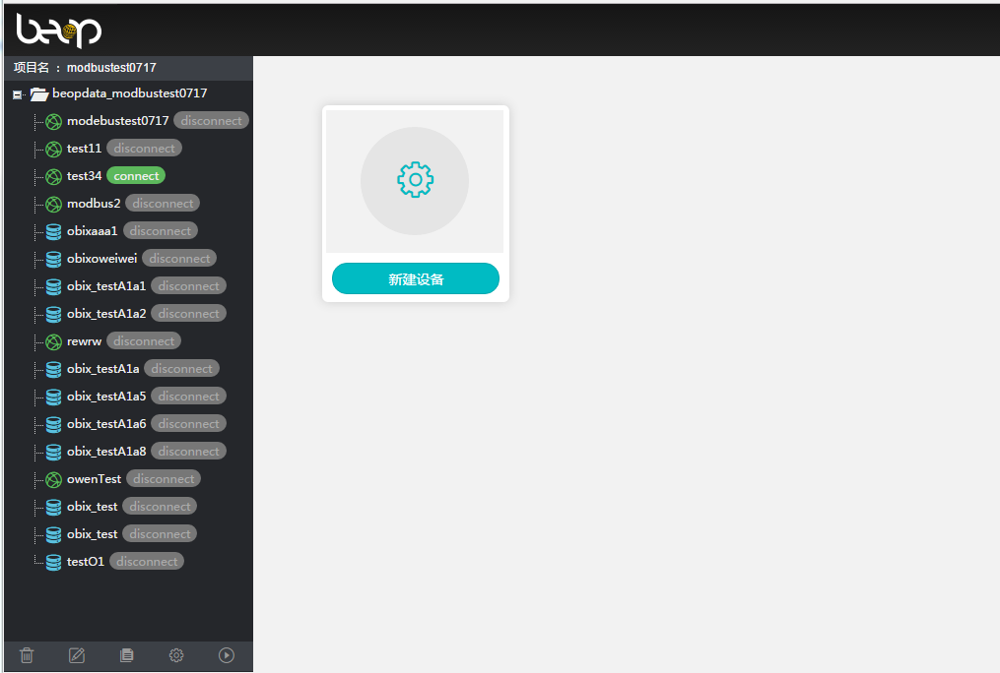 beop
项目名 : modbustest0717
beopdata_modbustest0717
modebustest0717 disconnect
test11 disconnect
test34 connect
modbus2 disconnect
obixaaa1 disconnect
obixoweiwei disconnect
obix_testA1a1 disconnect
obix_testA1a2 disconnect
rewrw disconnect
obix_testA1a disconnect
obix_testA1a5 disconnect
obix_testA1a6 disconnect
obix_testA1a8 disconnect
owenTest disconnect
obix_test disconnect
obix_test disconnect
testO1 disconnect
新建设备